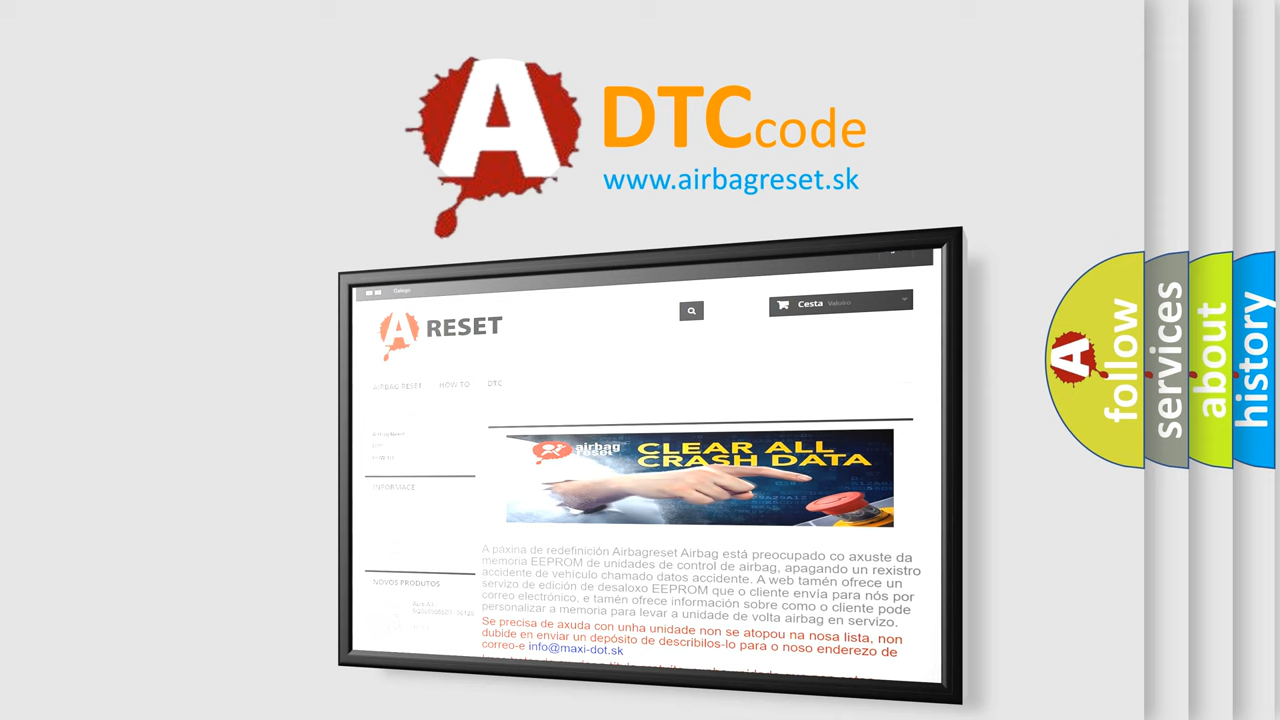 A
DTC code
www.airbagreset.sk
Galego
A RESET
Cesta Valeiro
AIRBAG RESET HOW TO DTC
INFORMACE
NOVOS PRODUTOS
airbag
reset
CLEAR ALL
CRASH DATA
A páxina de redefinición Airbagreset Airbag está preocupado co axuste da
memoria EEPROM de unidades de control de airbag, apagando un rexistro
accidente de vehículo chamado datos accidente. A web tamén ofrece un
servizo de edición de desaloxo EEPROM que o cliente envía para nós por
correo electrónico, e tamén ofrece información sobre como o cliente pode
personalizar a memoria para levar a unidade de volta airbag en servizo.
Se precisa de axuda con unha unidade non se atopou na nosa lista, non
dubide en enviar un depósito de describilos-lo para o noso enderezo de
correo-e info@maxi-dot.sk
A
follow
services
about
history